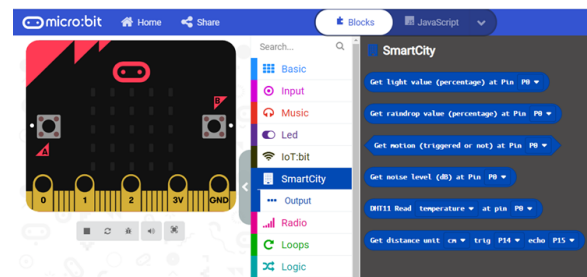 micro:bit
Home
Share
Blocks
JavaScript
Search...
Basic
Input
Music
Led
IoT:bit
SmartCity
Output
Radio
Loops
Logic
B
A
0 1 2 3V GND
SmartCity
Get light value (percentage) at Pin P0
Get raindrop value (percentage) at Pin P0
Get motion (triggered or not) at Pin P0
Get noise level (dB) at Pin P0
DHT11 Read temperature at pin P0
Get distance unit cm trig P14 echo P15